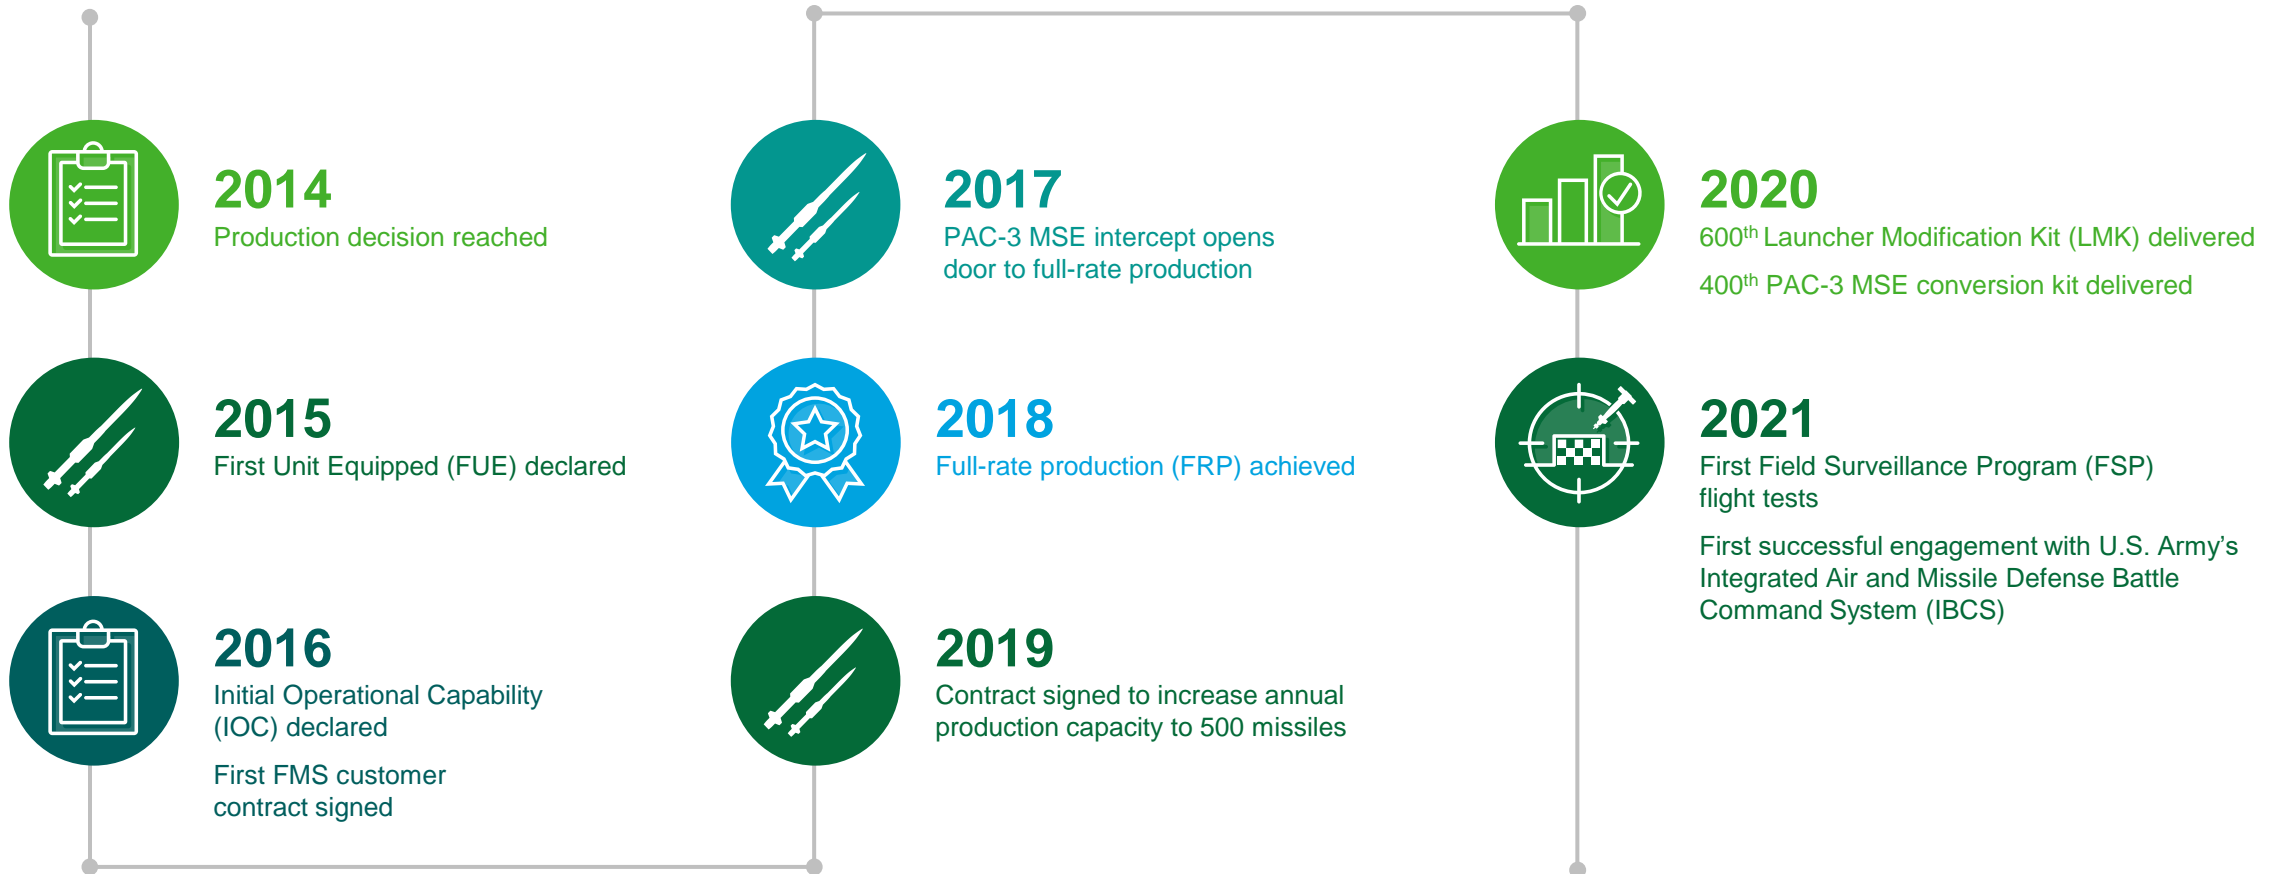 2014
Production decision reached
2015
First Unit Equipped (FUE) declared
2016
Initial Operational Capability
(IOC) declared
First FMS customer
contract signed
2017
PAC-3 MSE intercept opens
door to full-rate production
2018
Full-rate production (FRP) achieved
2019
Contract signed to increase annual
production capacity to 500 missiles
2020
600th Launcher Modification Kit (LMK) delivered
400th PAC-3 MSE conversion kit delivered
2021
First Field Surveillance Program (FSP)
flight tests
First successful engagement with U.S. Army’s
Integrated Air and Missile Defense Battle
Command System (IBCS)